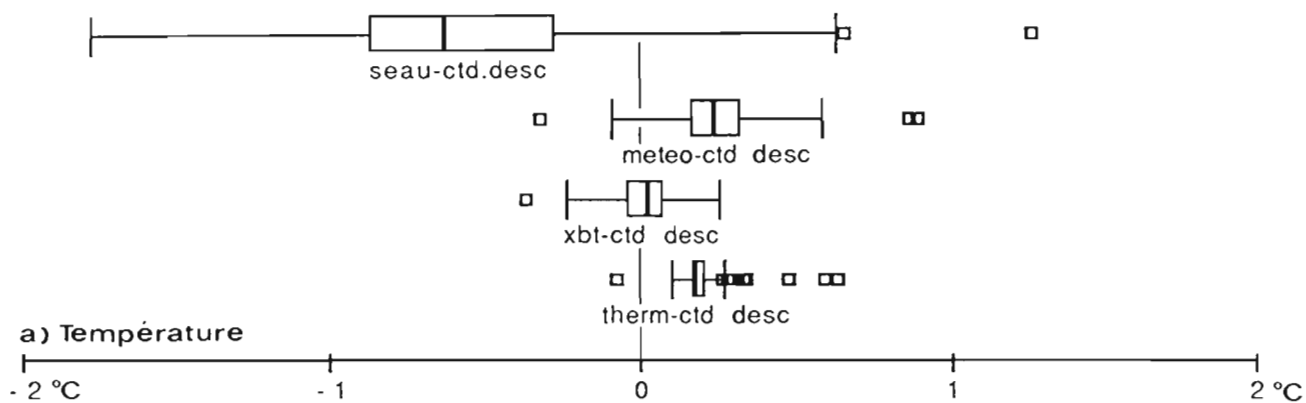 seau-ctd.desc
meteo-ctd desc
xbt-ctd desc
therm-ctd desc
a) Température
- 2 °C - 1 0 1 2 °C